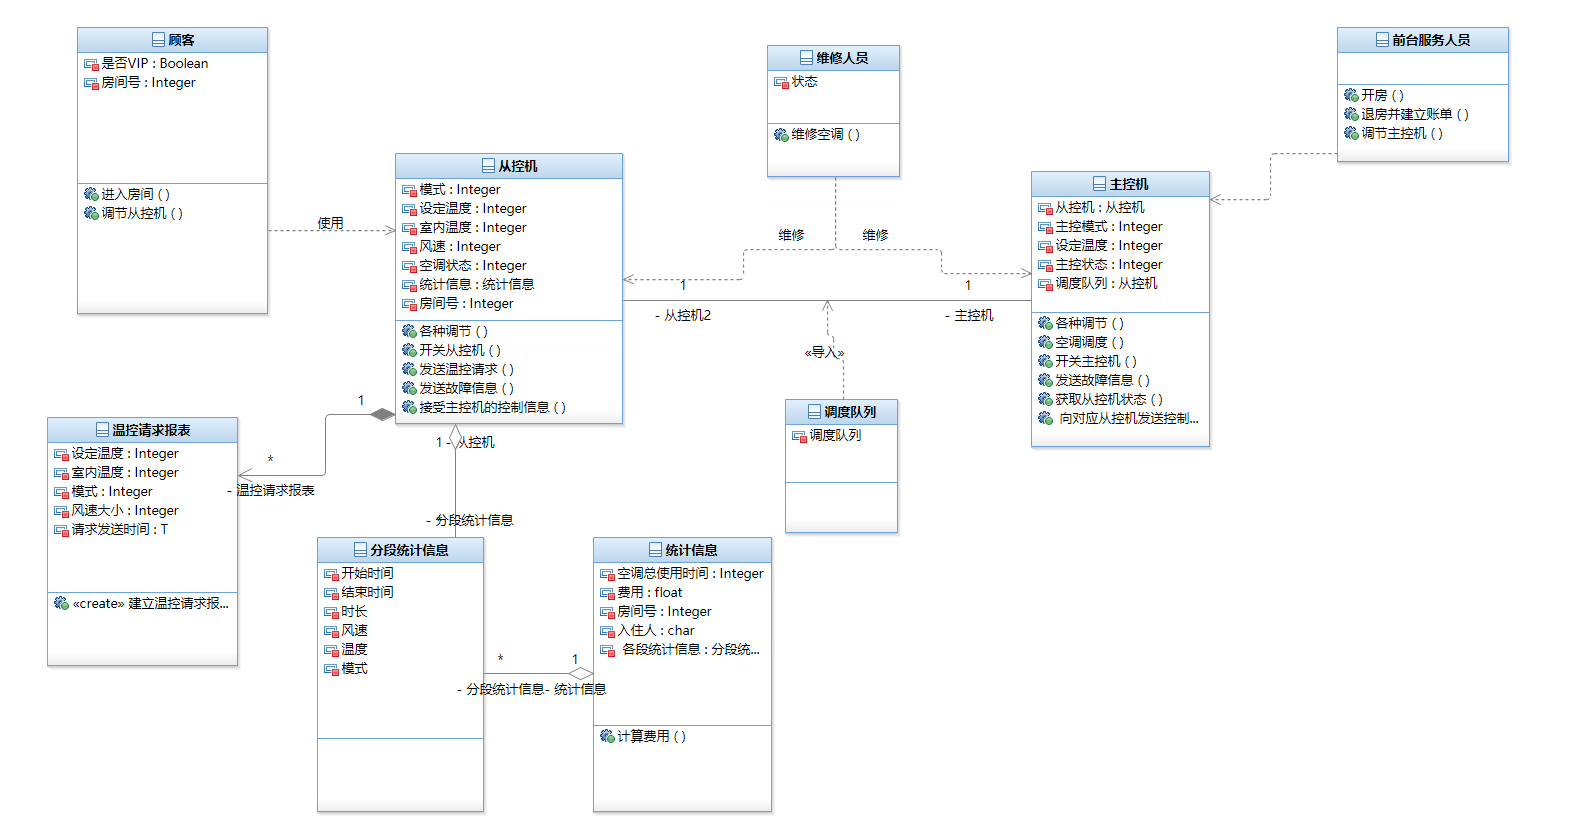 顾客
是否VIP : Boolean
房间号 : Integer
进入房间 ( )
调节从控机 ( )
使用
从控机
模式 : Integer
设定温度 : Integer
室内温度 : Integer
风速 : Integer
空调状态 : Integer
统计信息 : 统计信息
房间号 : Integer
各种调节 ( )
开关从控机 ( )
发送温控请求 ( )
发送故障信息 ( )
接受主控机的控制信息 ( )
维修人员
状态
维修空调 ( )
维修
维修
前台服务人员
开房 ( )
退房并建立账单 ( )
调节主控机 ( )
主控机
从控机 : 从控机
主控模式 : Integer
设定温度 : Integer
主控状态 : Integer
调度队列 : 从控机
各种调节 ( )
空调调度 ( )
开关主控机 ( )
发送故障信息 ( )
获取从控机状态 ( )
向对应从控机发送控制...
1
- 从控机2
1
- 主控机
«导入»
调度队列
调度队列
1
*
- 温控请求报表
温控请求报表
设定温度 : Integer
室内温度 : Integer
模式 : Integer
风速大小 : Integer
请求发送时间 : T
«create» 建立温控请求报...
1 - 从控机
- 分段统计信息
分段统计信息
开始时间
结束时间
时长
风速
温度
模式
*
1
- 分段统计信息
- 统计信息
统计信息
空调总使用时间 : Integer
费用 : float
房间号 : Integer
入住人 : char
各段统计信息 : 分段统...
计算费用 ( )